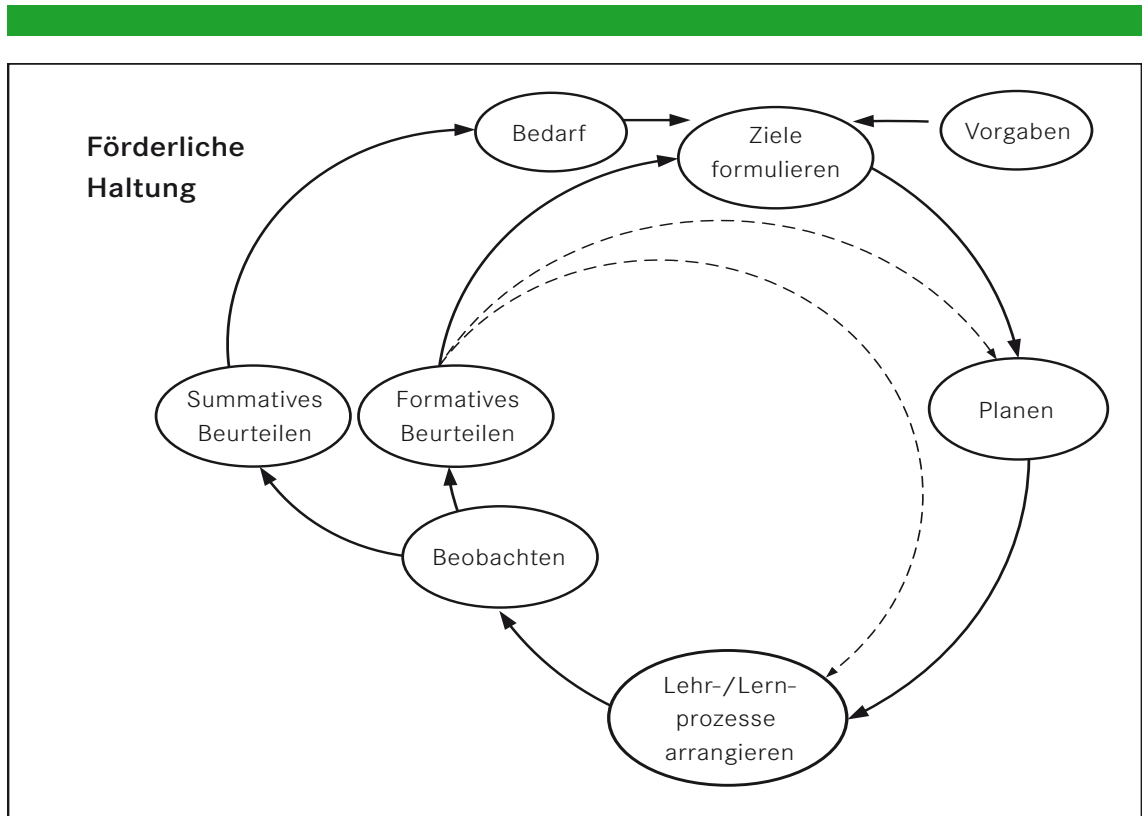 Förderliche
Haltung
Bedarf
Ziele
formulieren
Vorgaben
Summatives
Beurteilen
Formatives
Beurteilen
Planen
Beobachten
Lehr-/Lern-
prozesse
arrangieren